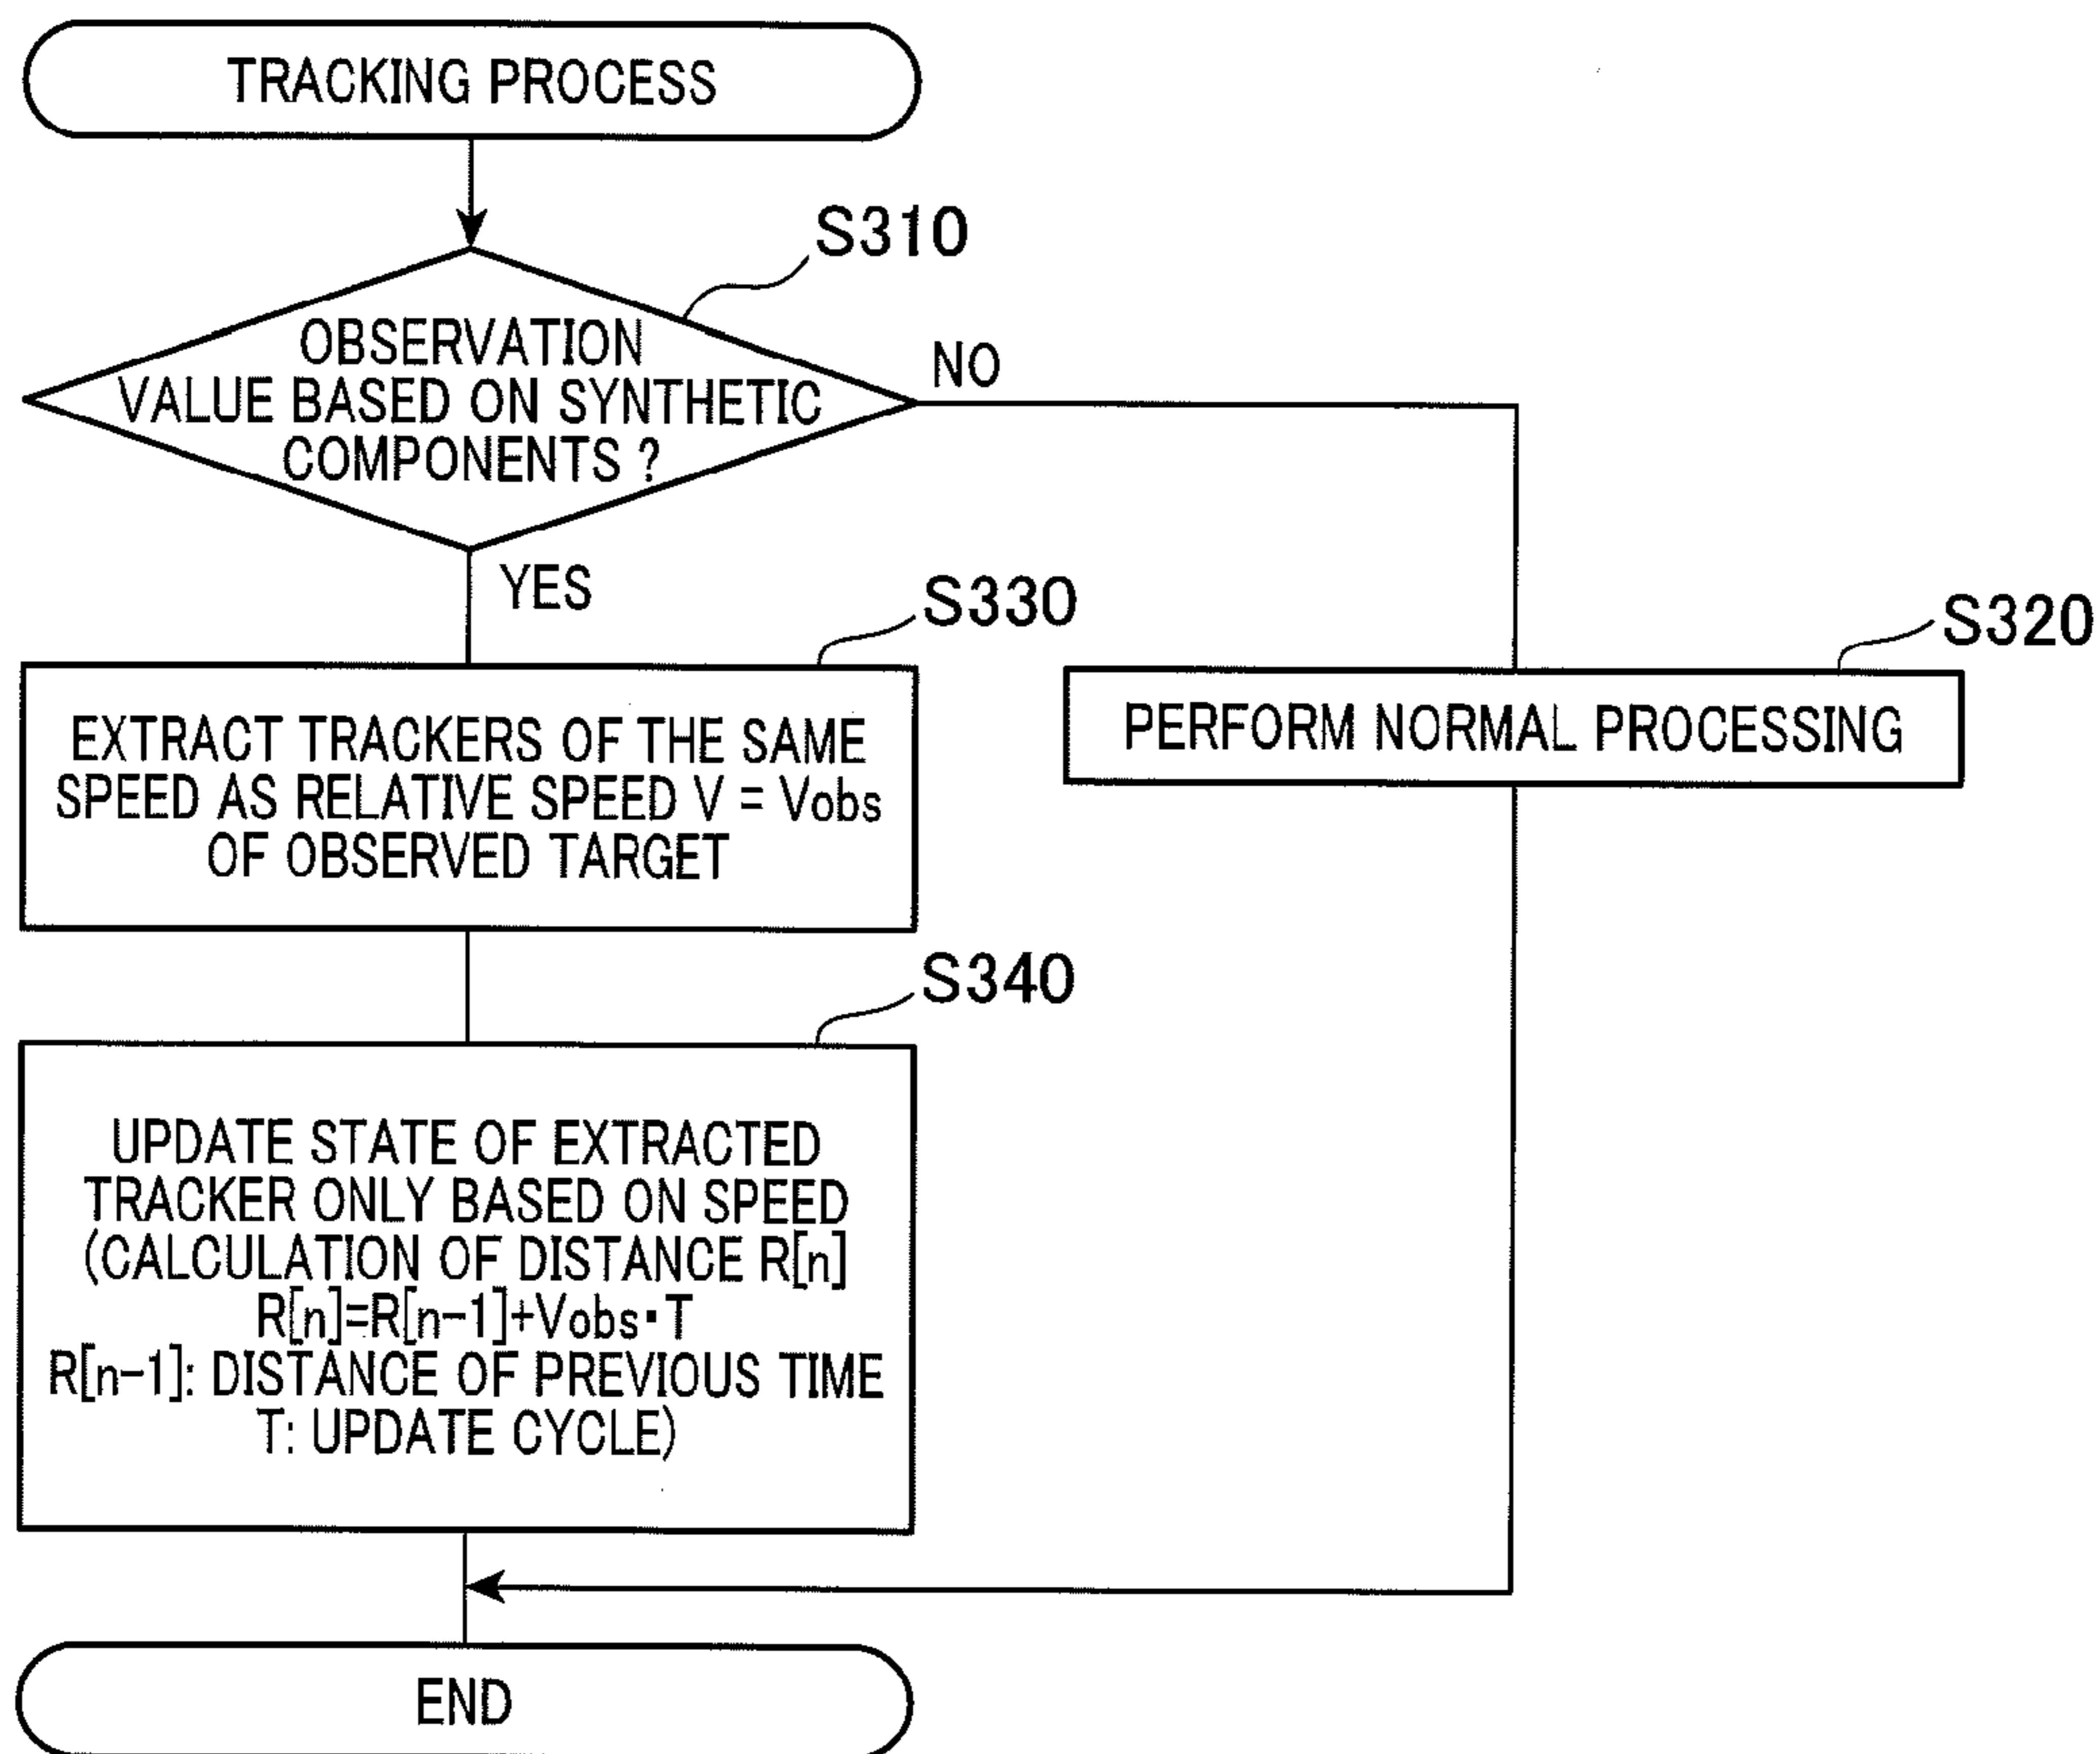 TRACKING PROCESS
S310
OBSERVATION
VALUE BASED ON SYNTHETIC
COMPONENTS ?
NO
YES
S330
EXTRACT TRACKERS OF THE SAME
SPEED AS RELATIVE SPEED V = Vobs
OF OBSERVED TARGET
S320
PERFORM NORMAL PROCESSING
S340
UPDATE STATE OF EXTRACTED
TRACKER ONLY BASED ON SPEED
(CALCULATION OF DISTANCE R[n]
R[n]=R[n-1]+Vobs·T
R[n-1]: DISTANCE OF PREVIOUS TIME
T: UPDATE CYCLE)
END